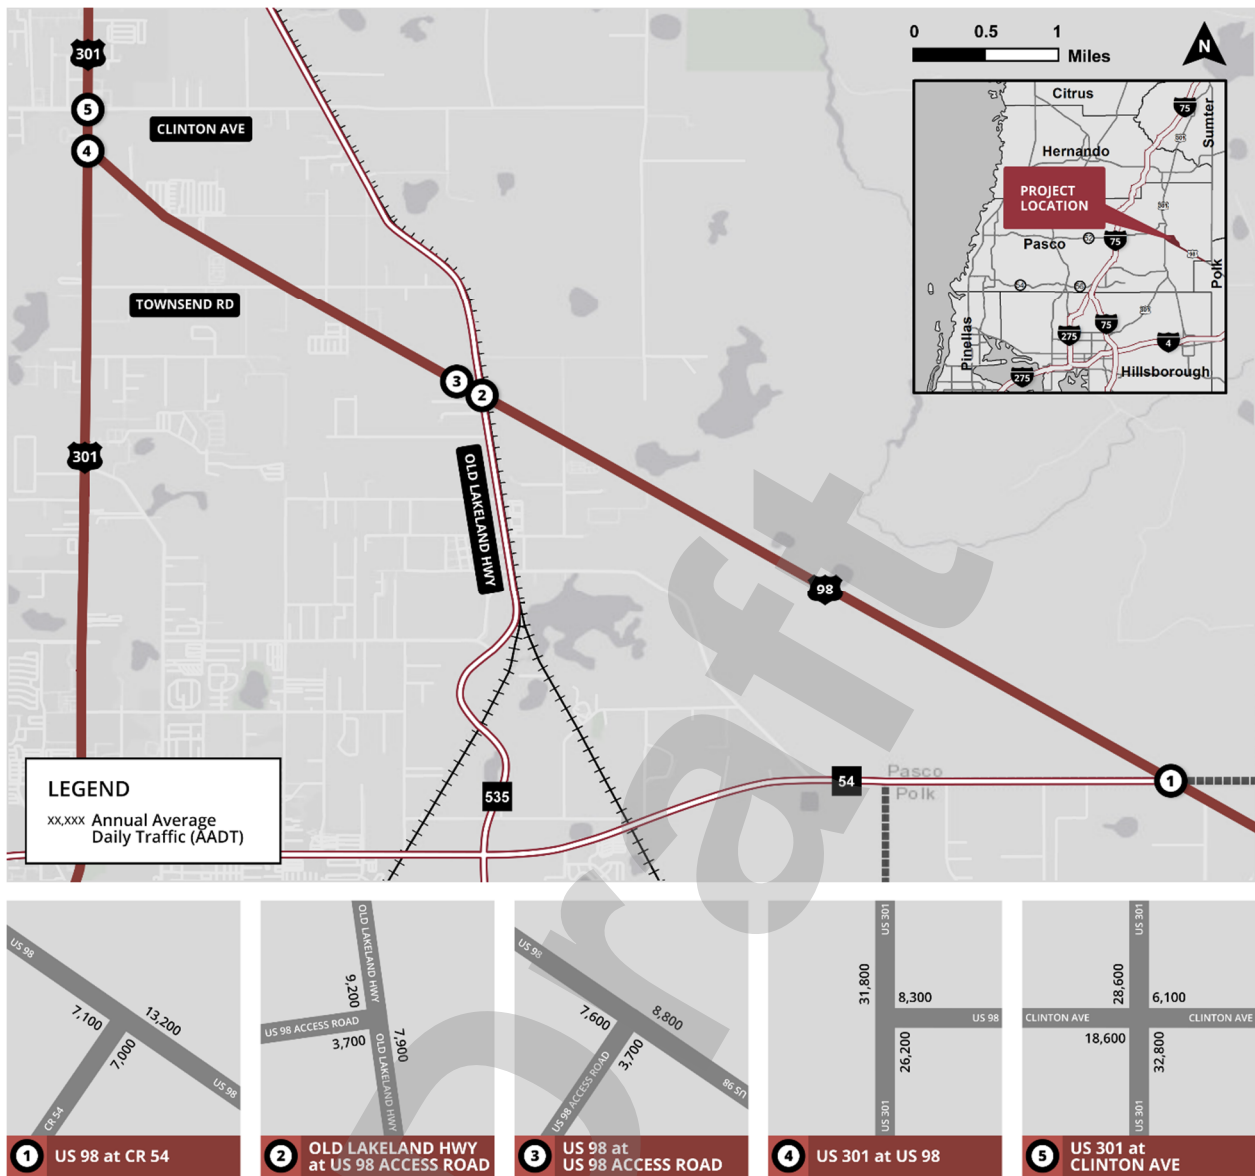 301
5
4
CLINTON AVE
TOWNSEND RD
3
2
301
OLD LAKELAND HWY
98
535
54
Pasco
Polk
1
0 0.5 1
Miles
N
Citrus
75
Sumter
301
Hernando
PROJECT
LOCATION
301
Pasco
52
75
98
Polk
54
56
301
Pinellas
275
75
4
Hillsborough
275
LEGEND
xx,xxx Annual Average
Daily Traffic (AADT)
Draft
US 98
7,100
13,200
7,000
CR 54
US 98
1 US 98 at CR 54
OLD LAKELAND HWY
9,200
US 98 ACCESS ROAD
3,700
7,900
OLD LAKELAND HWY
2 OLD LAKELAND HWY
at US 98 ACCESS ROAD
US 98
7,600
8,800
3,700
US 98 ACCESS ROAD
US 98
3 US 98 at
US 98 ACCESS ROAD
US 301
31,800
8,300
US 98
26,200
US 301
4 US 301 at US 98
US 301
28,600
6,100
CLINTON AVE
CLINTON AVE
18,600
32,800
US 301
5 US 301 at
CLINTON AVE